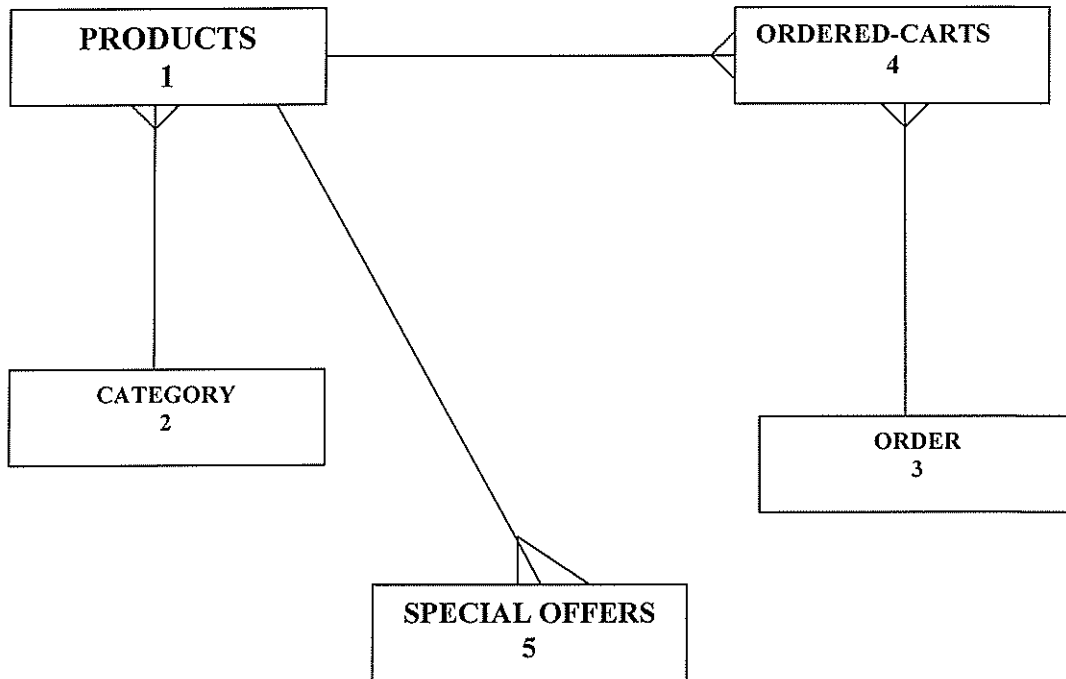 PRODUCTS
1
ORDERED-CARTS
4
CATEGORY
2
ORDER
3
SPECIAL OFFERS
5